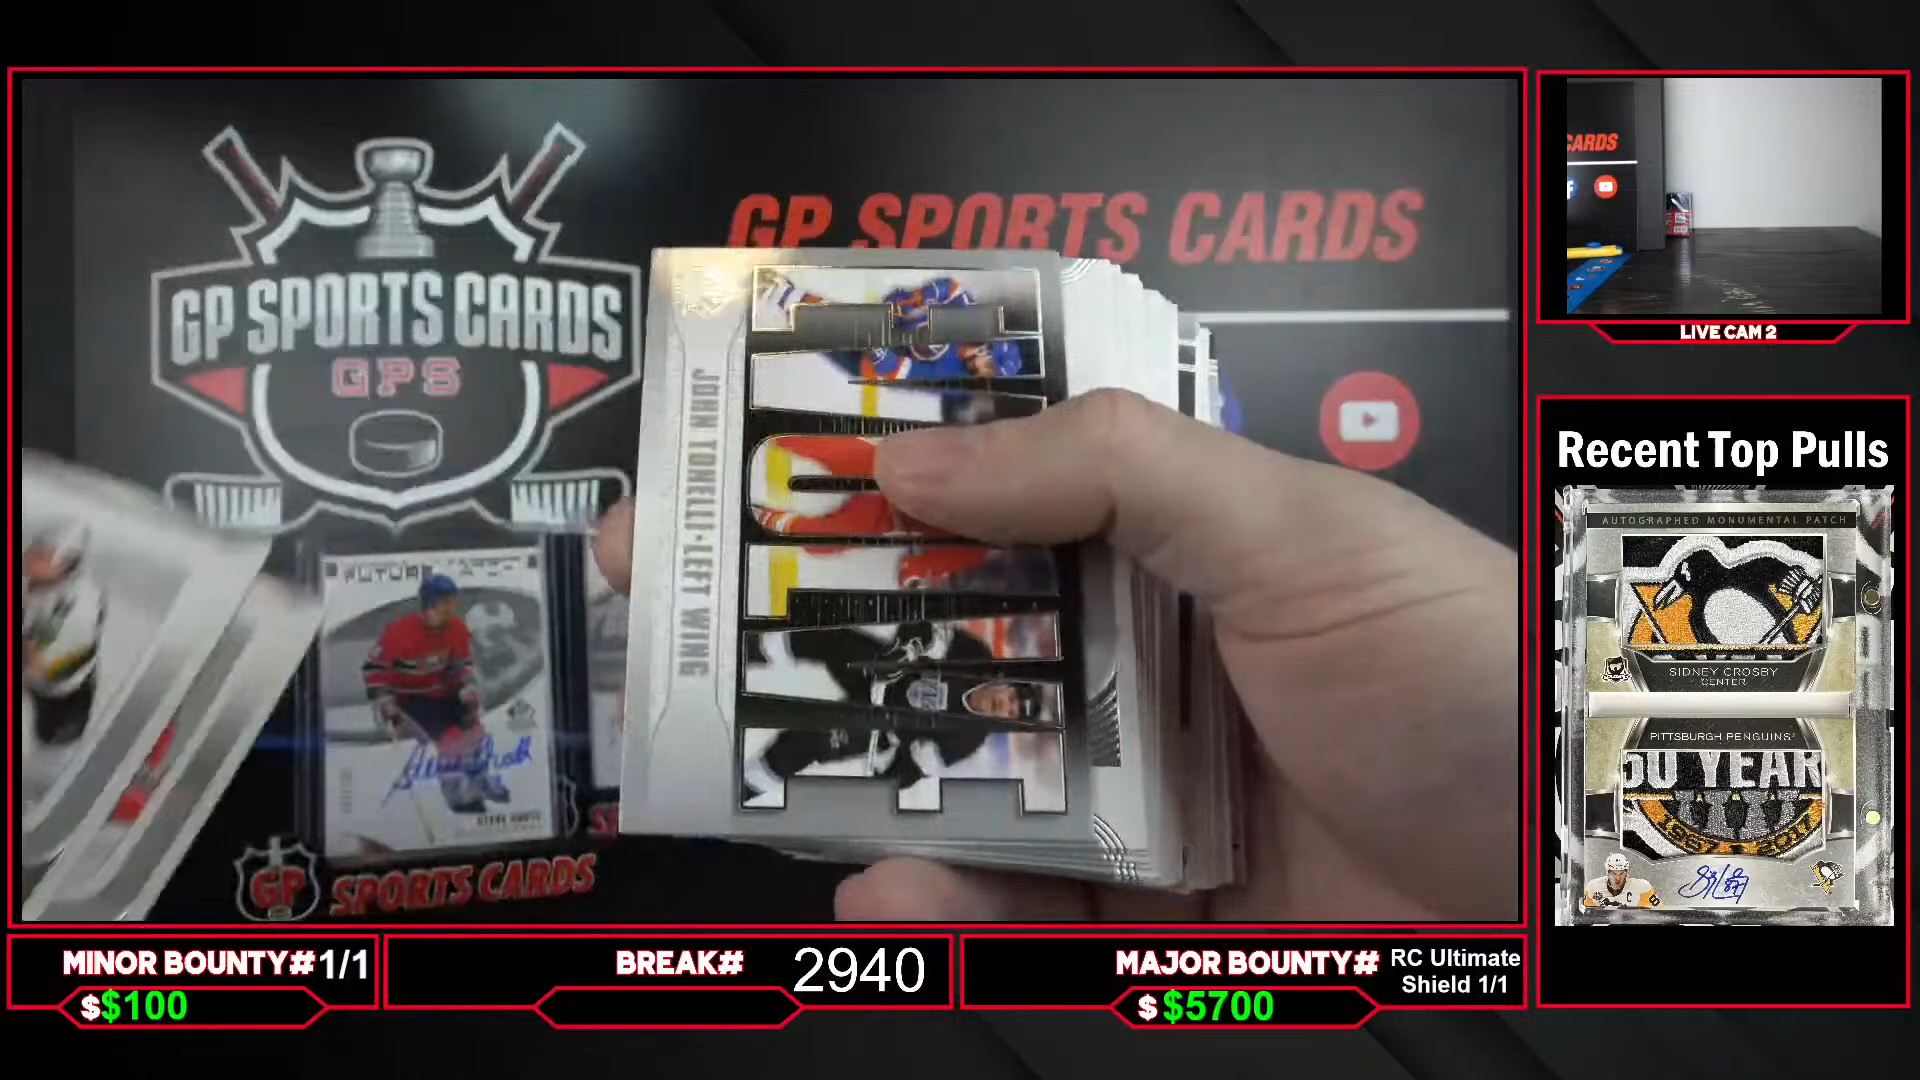 GP SPORTS CARDS
GPS
GP SPORTS CARDS
JOHN TONELLI · LEFT WING
FUTURE
GP SPORTS CARDS
CARDS
LIVE CAM 2
Recent Top Pulls
AUTOGRAPHED MONUMENTAL PATCH
SIDNEY CROSBY
CENTER
PITTSBURGH PENGUINS
50 YEAR
1967 2017
MINOR BOUNTY# 1/1
$$100
BREAK# 2940
MAJOR BOUNTY# RC Ultimate
Shield 1/1
$ $5700